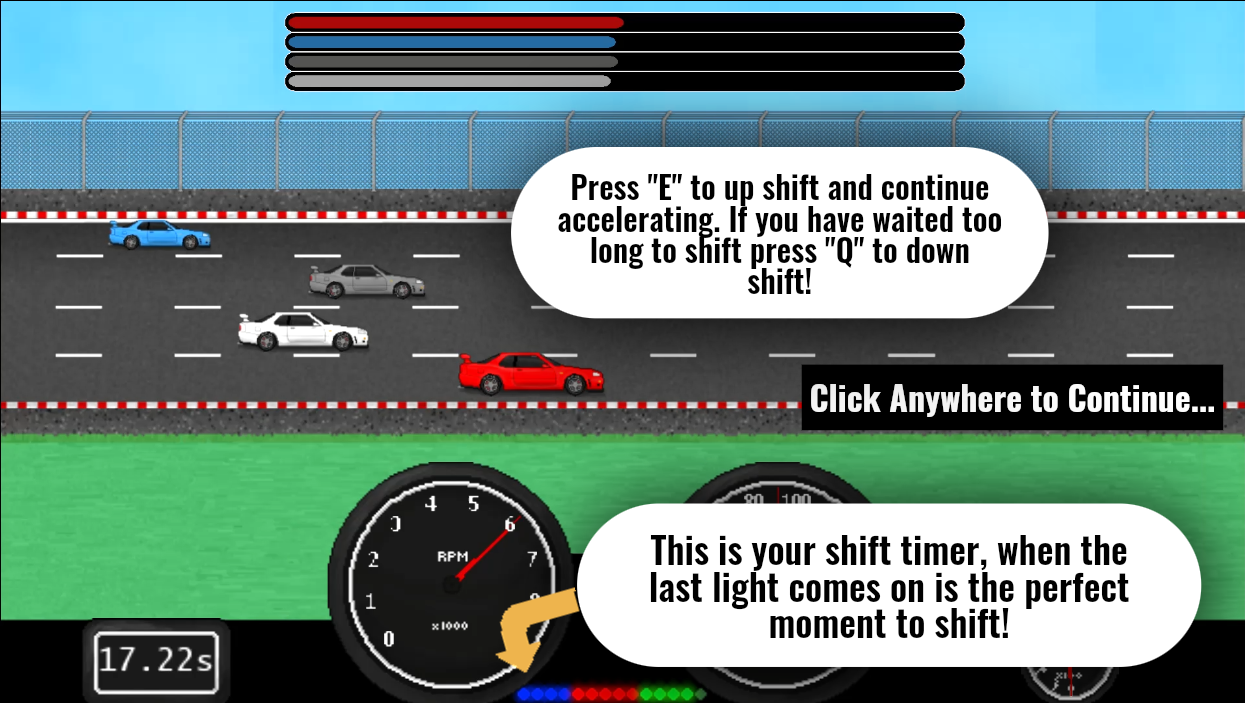 Press "E" to up shift and continue
accelerating. If you have waited too
long to shift press "Q" to down
shift!
Click Anywhere to Continue...
80 100
4 5
3 6
2 RPM 7
1
x1000
0
This is your shift timer, when the
last light comes on is the perfect
moment to shift!
17.22s